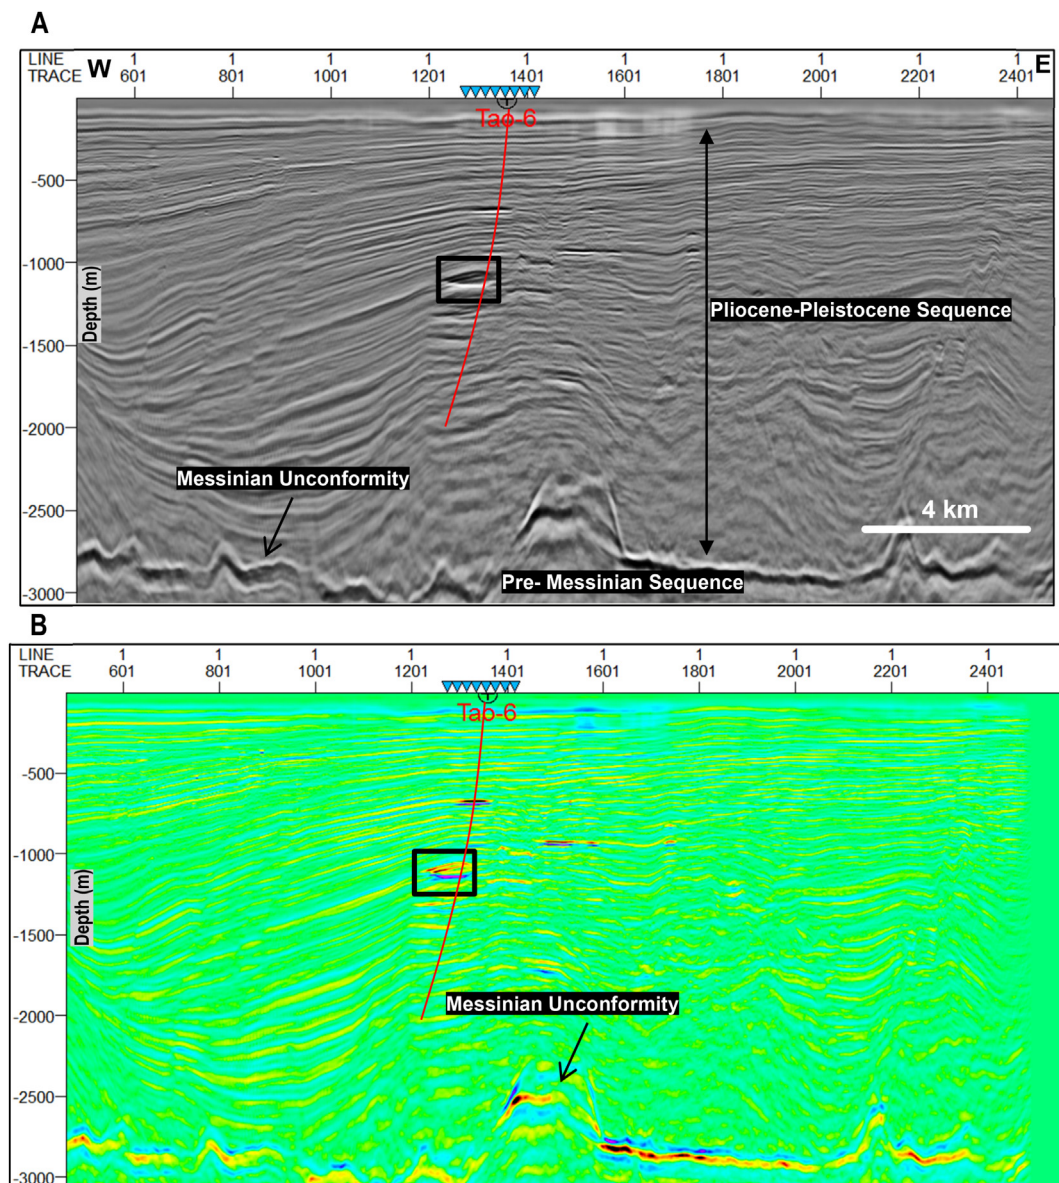 A
LINE 1 1 1 1 1 1 1 1 1 1
TRACE 601 801 1001 1201 1401 1601 1801 2001 2201 2401
W
E
Tao-6
-500
-1000
-1500
-2000
-2500
-3000
Depth (m)
Pliocene-Pleistocene Sequence
Messinian Unconformity
4 km
Pre- Messinian Sequence
B
LINE 1 1 1 1 1 1 1 1 1 1
TRACE 601 801 1001 1201 1401 1601 1801 2001 2201 2401
Tao-6
-500
-1000
-1500
-2000
-2500
-3000
Depth (m)
Messinian Unconformity